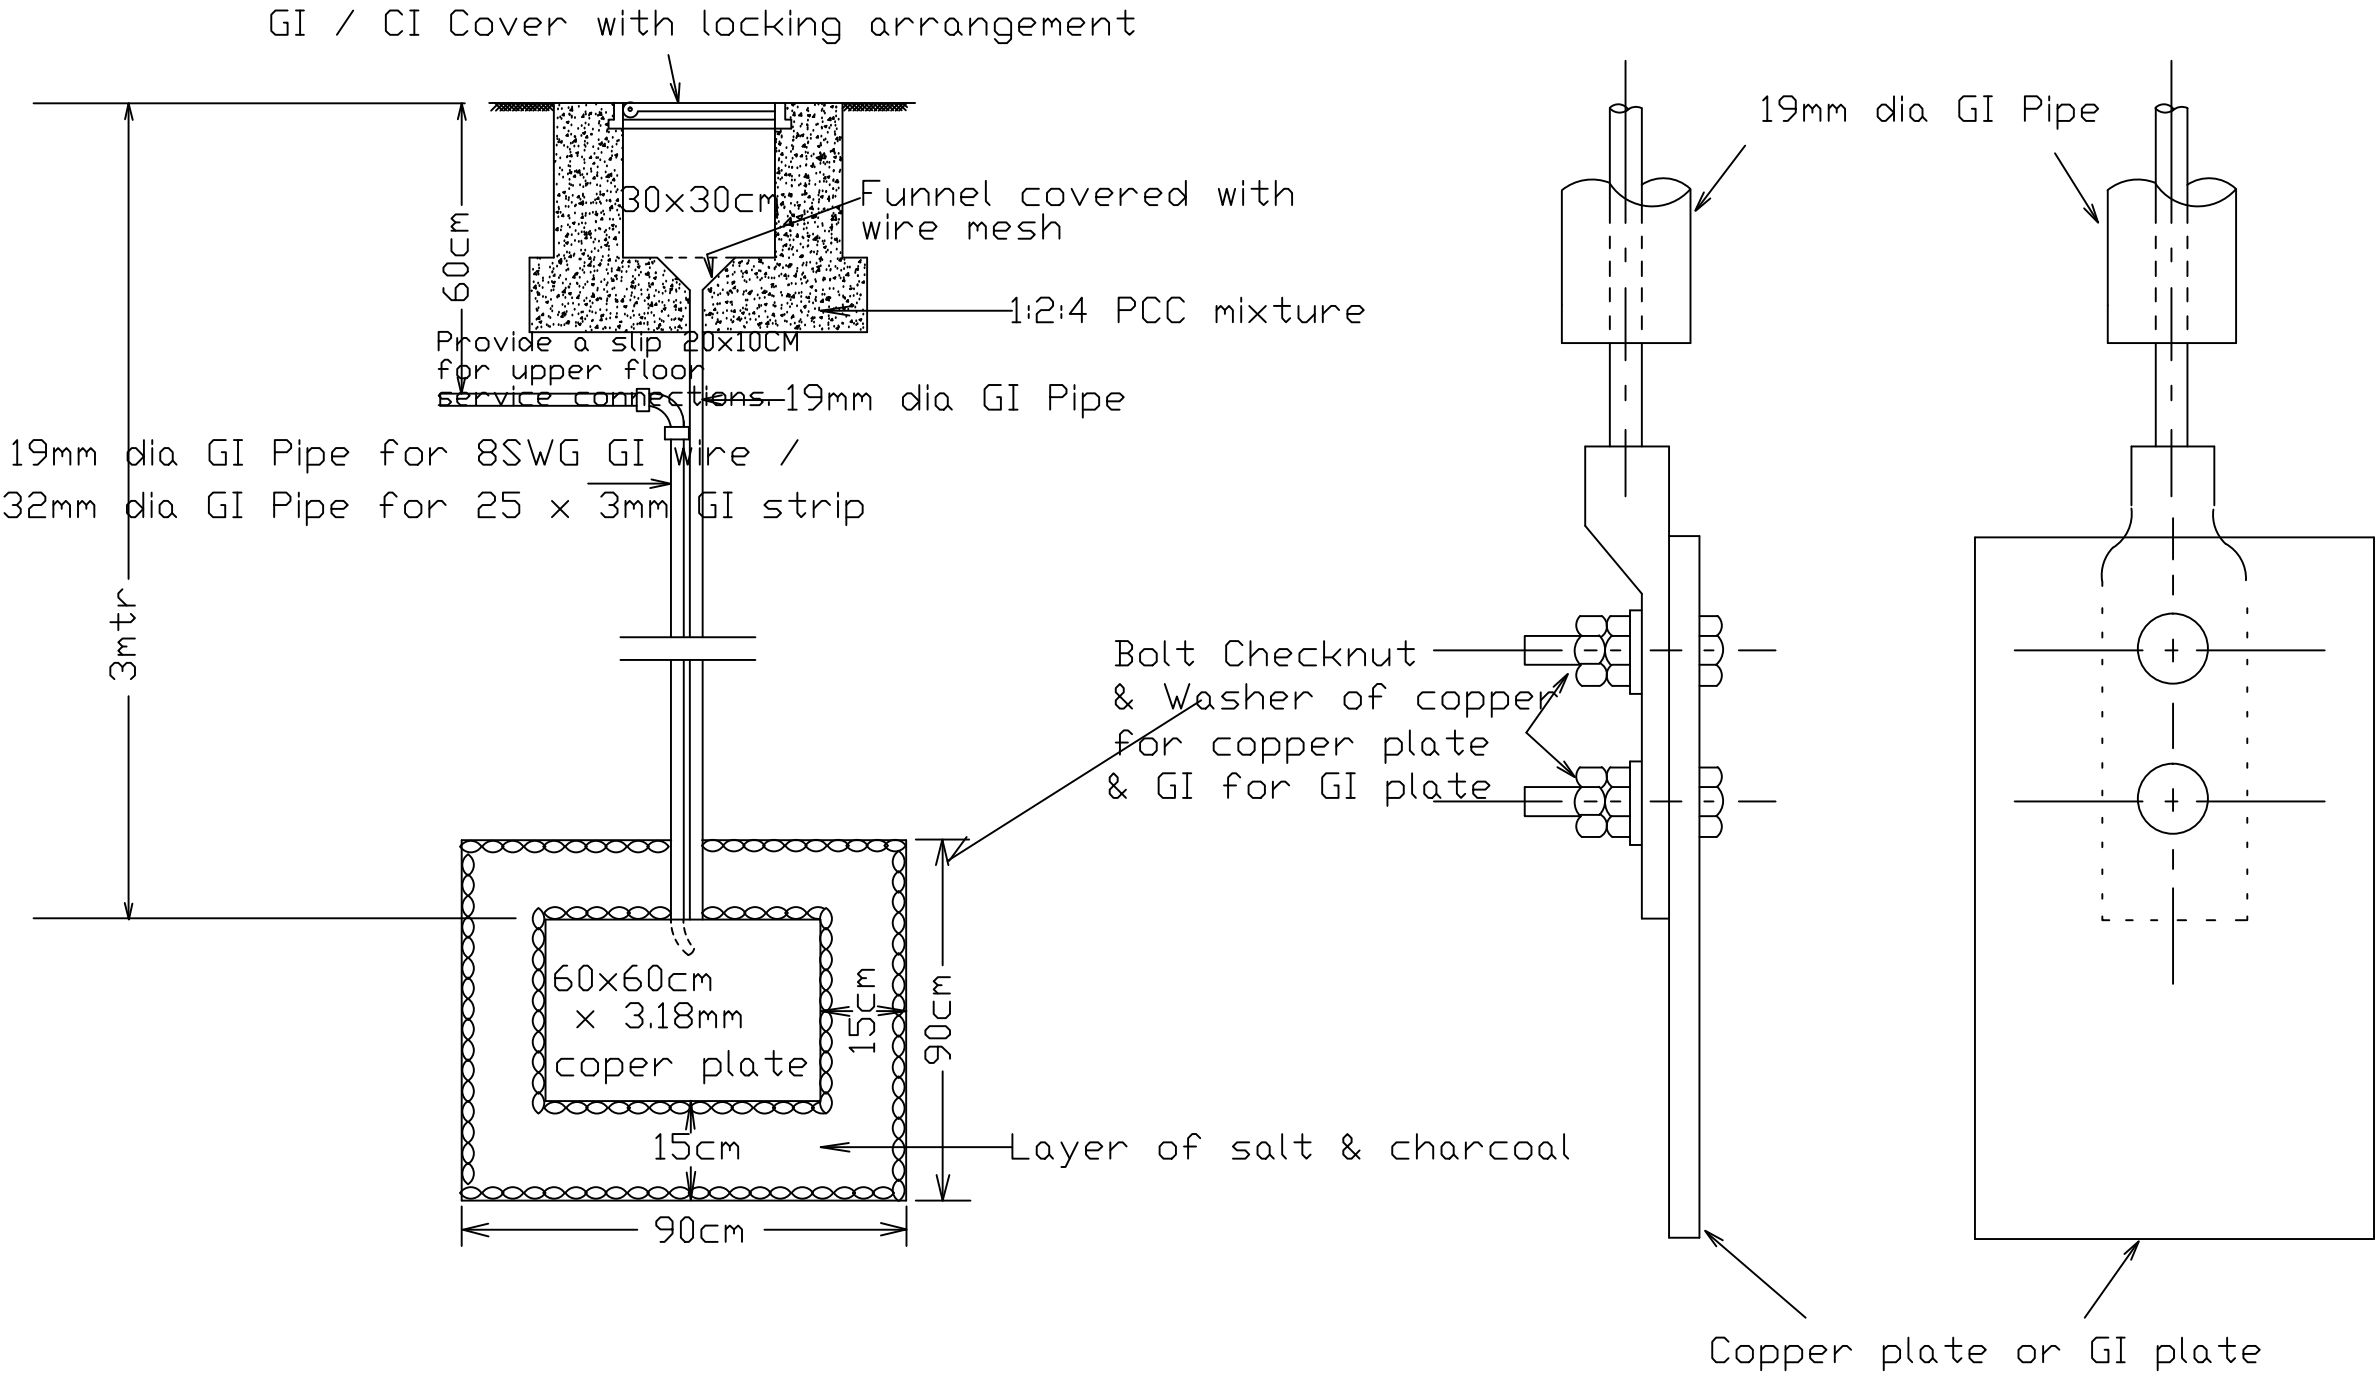 GI / CI Cover with locking arrangement
30x30cm
Funnel covered with
wire mesh
60cm
1:2:4 PCC mixture
Provide a slip 20x10CM
for upper floor
service connections.
19mm dia GI Pipe
19mm dia GI Pipe for 8SWG GI wire /
32mm dia GI Pipe for 25 x 3mm GI strip
3mtr
60x60cm
x 3.18mm
coper plate
15cm
90cm
15cm
Layer of salt & charcoal
90cm
19mm dia GI Pipe
Bolt Checknut
& Washer of copper
for copper plate
& GI for GI plate
Copper plate or GI plate